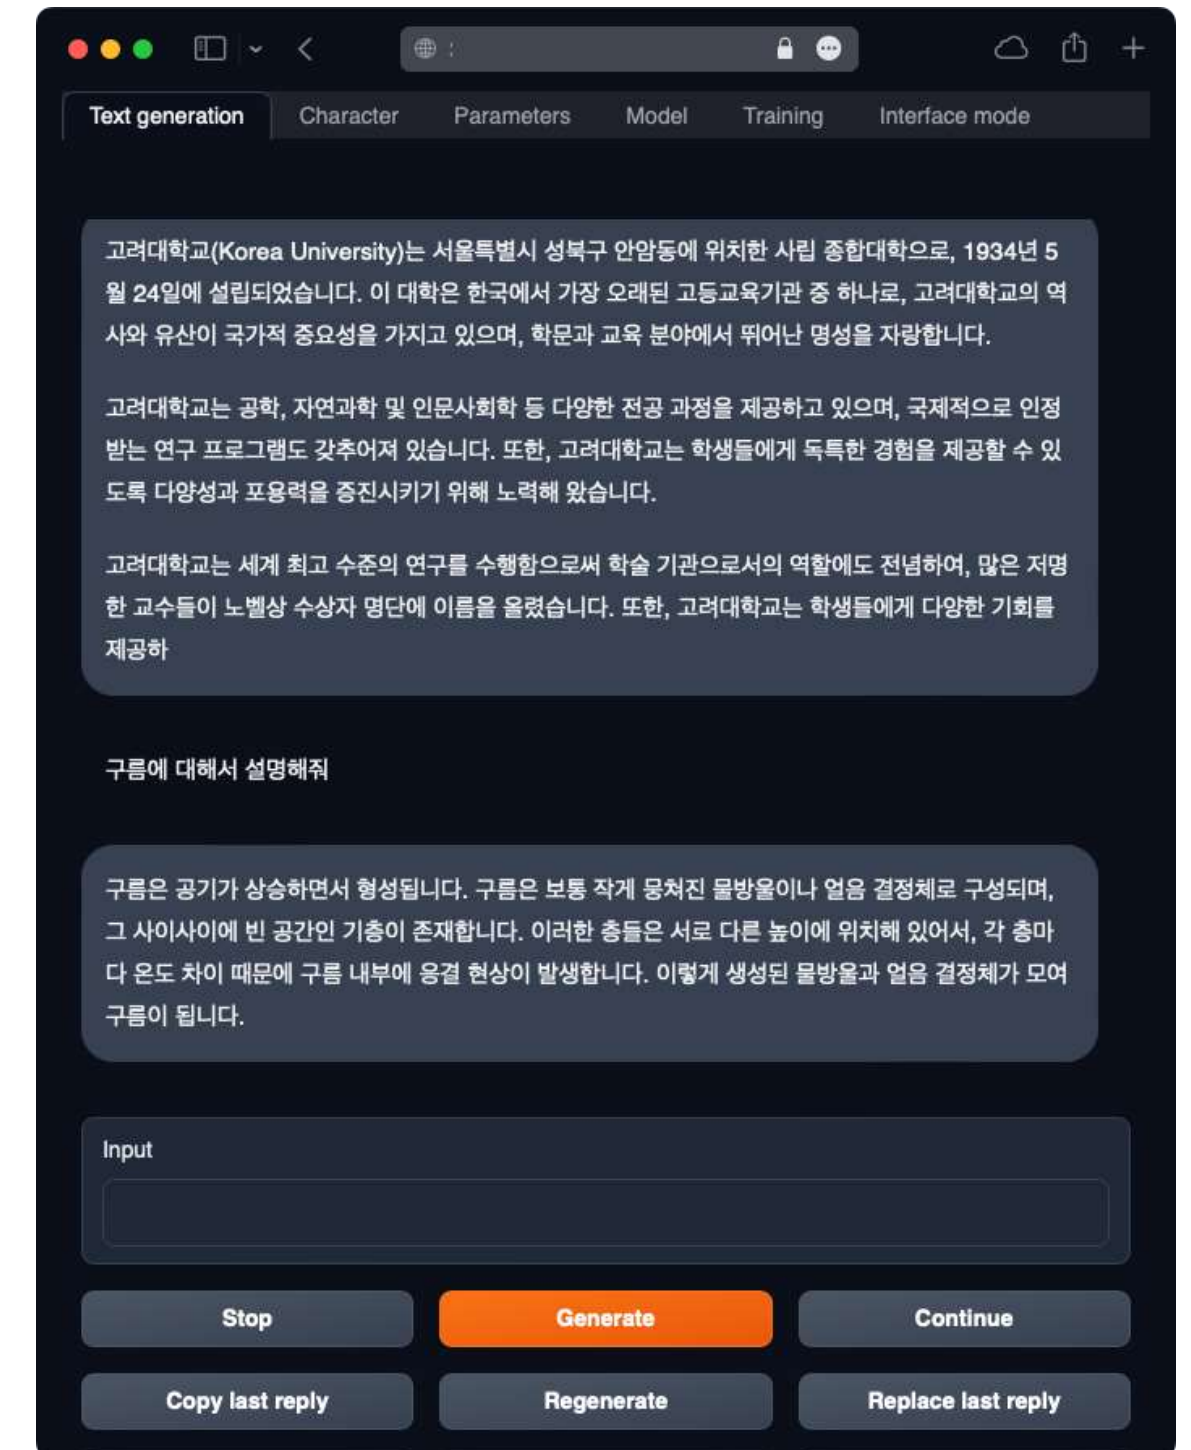 Text generation Character Parameters Model Training Interface mode
고려대학교(Korea University)는 서울특별시 성북구 안암동에 위치한 사립 종합대학으로, 1934년 5
월 24일에 설립되었습니다. 이 대학은 한국에서 가장 오래된 고등교육기관 중 하나로, 고려대학교의 역
사와 유산이 국가적 중요성을 가지고 있으며, 학문과 교육 분야에서 뛰어난 명성을 자랑합니다.
고려대학교는 공학, 자연과학 및 인문사회학 등 다양한 전공 과정을 제공하고 있으며, 국제적으로 인정
받는 연구 프로그램도 갖추어져 있습니다. 또한, 고려대학교는 학생들에게 독특한 경험을 제공할 수 있
도록 다양성과 포용력을 증진시키기 위해 노력해 왔습니다.
고려대학교는 세계 최고 수준의 연구를 수행함으로써 학술 기관으로서의 역할에도 전념하여, 많은 저명
한 교수들이 노벨상 수상자 명단에 이름을 올렸습니다. 또한, 고려대학교는 학생들에게 다양한 기회를
제공하
구름에 대해서 설명해줘
구름은 공기가 상승하면서 형성됩니다. 구름은 보통 작게 뭉쳐진 물방울이나 얼음 결정체로 구성되며,
그 사이사이에 빈 공간인 기층이 존재합니다. 이러한 층들은 서로 다른 높이에 위치해 있어서, 각 층마
다 온도 차이 때문에 구름 내부에 응결 현상이 발생합니다. 이렇게 생성된 물방울과 얼음 결정체가 모여
구름이 됩니다.
Input
Stop Generate Continue
Copy last reply Regenerate Replace last reply